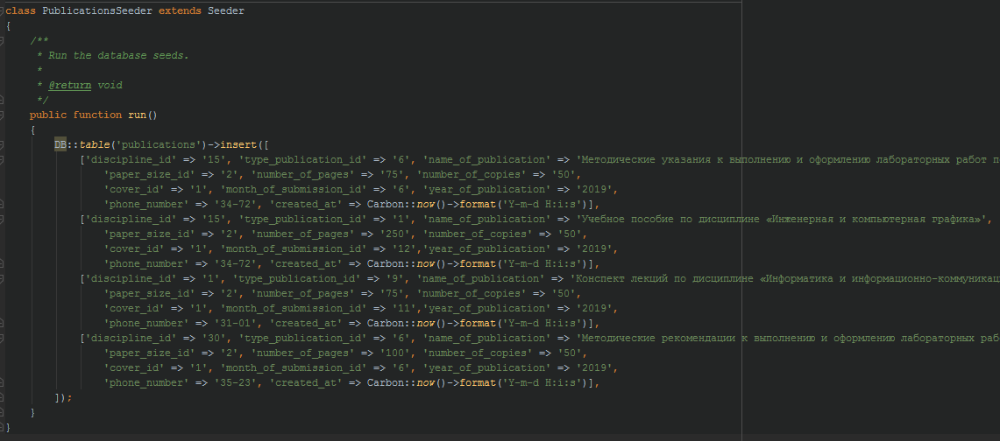 class PublicationsSeeder extends Seeder
{
    /**
     * Run the database seeds.
     *
     * @return void
     */
    public function run()
    {
        DB::table('publications')->insert([
            ['discipline_id' => '15', 'type_publication_id' => '6', 'name_of_publication' => 'Методические указания к выполнению и оформлению лабораторных работ п
                'paper_size_id' => '2', 'number_of_pages' => '75', 'number_of_copies' => '50',
                'cover_id' => '1', 'month_of_submission_id' => '6', 'year_of_publication' => '2019',
                'phone_number' => '34-72', 'created_at' => Carbon::now()->format('Y-m-d H:i:s')],
            ['discipline_id' => '15', 'type_publication_id' => '1', 'name_of_publication' => 'Учебное пособие по дисциплине «Инженерная и компьютерная графика»',
                'paper_size_id' => '2', 'number_of_pages' => '250', 'number_of_copies' => '50',
                'cover_id' => '1', 'month_of_submission_id' => '12','year_of_publication' => '2019',
                'phone_number' => '34-72', 'created_at' => Carbon::now()->format('Y-m-d H:i:s')],
            ['discipline_id' => '1', 'type_publication_id' => '9', 'name_of_publication' => 'Конспект лекций по дисциплине «Информатика и информационно-коммуникац
                'paper_size_id' => '2', 'number_of_pages' => '75', 'number_of_copies' => '50',
                'cover_id' => '1', 'month_of_submission_id' => '11','year_of_publication' => '2019',
                'phone_number' => '31-01', 'created_at' => Carbon::now()->format('Y-m-d H:i:s')],
            ['discipline_id' => '30', 'type_publication_id' => '6', 'name_of_publication' => 'Методические рекомендации к выполнению и оформлению лабораторных раб
                'paper_size_id' => '2', 'number_of_pages' => '100', 'number_of_copies' => '50',
                'cover_id' => '1', 'month_of_submission_id' => '6', 'year_of_publication' => '2019',
                'phone_number' => '35-23', 'created_at' => Carbon::now()->format('Y-m-d H:i:s')],
        ]);
    }
}